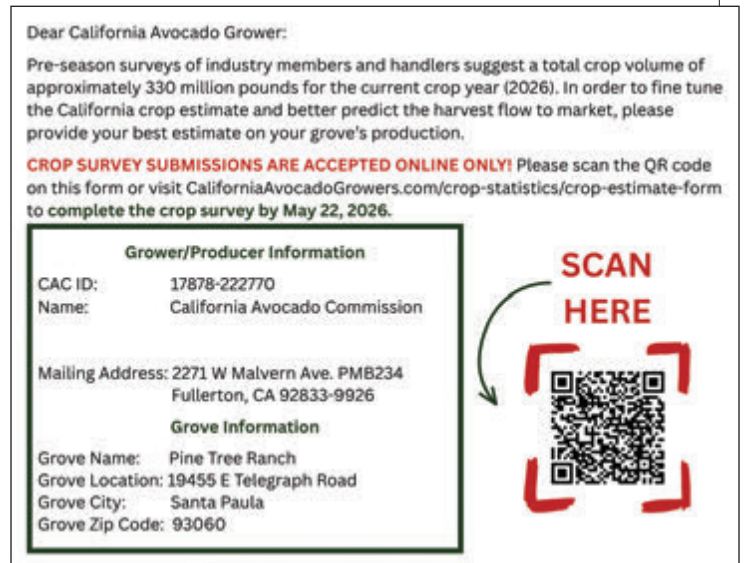 Dear California Avocado Grower:
Pre-season surveys of industry members and handlers suggest a total crop volume of
approximately 330 million pounds for the current crop year (2026). In order to fine tune
the California crop estimate and better predict the harvest flow to market, please
provide your best estimate on your grove's production.
CROP SURVEY SUBMISSIONS ARE ACCEPTED ONLINE ONLY! Please scan the QR code
on this form or visit CaliforniaAvocadoGrowers.com/crop-statistics/crop-estimate-form
to complete the crop survey by May 22, 2026.
Grower/Producer Information
CAC ID: 17878-222770
Name: California Avocado Commission
Mailing Address: 2271 W Malvern Ave. PMB234
Fullerton, CA 92833-9926
Grove Information
Grove Name: Pine Tree Ranch
Grove Location: 19455 E Telegraph Road
Grove City: Santa Paula
Grove Zip Code: 93060
SCAN
HERE